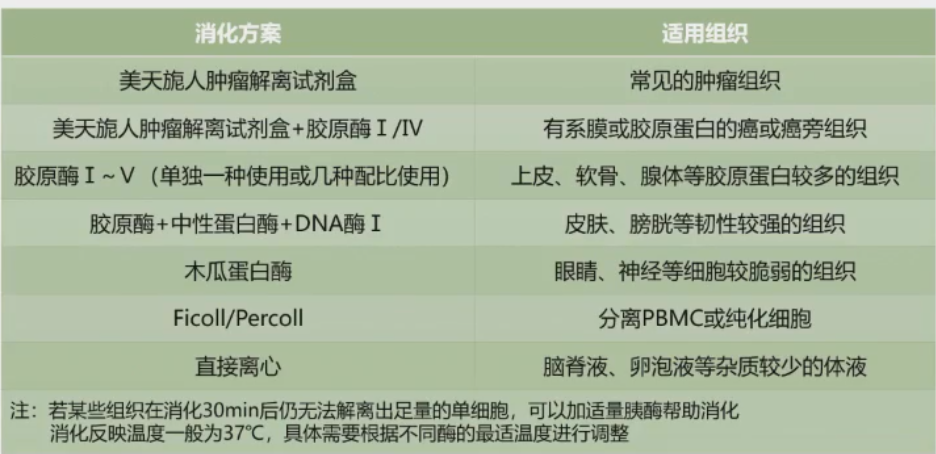 消化方案 适用组织
美天旎人肿瘤解离试剂盒 常见的肿瘤组织
美天旎人肿瘤解离试剂盒+胶原酶Ⅰ/Ⅳ 有系膜或胶原蛋白的癌或癌旁组织
胶原酶Ⅰ~Ⅴ（单独一种使用或几种配比使用） 上皮、软骨、腺体等胶原蛋白较多的组织
胶原酶+中性蛋白酶+DNA酶Ⅰ 皮肤、膀胱等韧性较强的组织
木瓜蛋白酶 眼睛、神经等细胞较脆弱的组织
Ficoll/Percoll 分离PBMC或纯化细胞
直接离心 脑脊液、卵泡液等杂质较少的体液
注：若某些组织在消化30min后仍无法解离出足量的单细胞，可以加适量胰酶帮助消化
消化反映温度一般为37℃，具体需要根据不同酶的最适温度进行调整